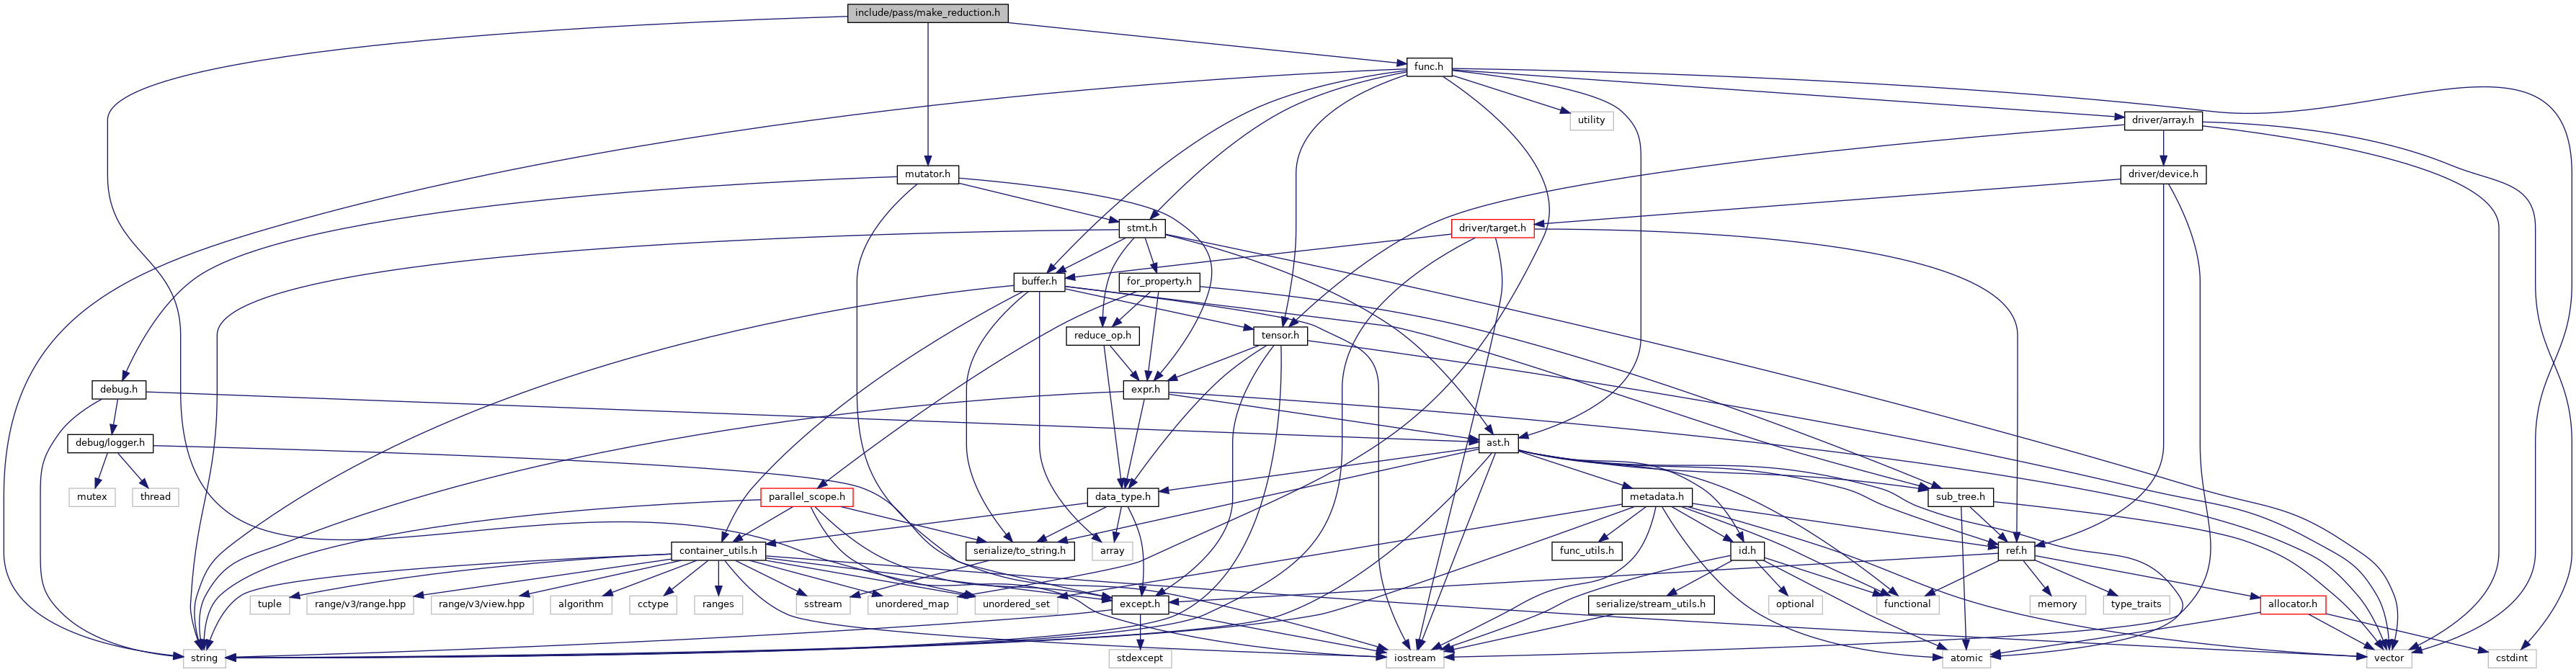 include/pass/make_reduction.h
func.h
utility
driver/array.h
mutator.h
driver/device.h
stmt.h
driver/target.h
buffer.h
for_property.h
reduce_op.h
tensor.h
debug.h
expr.h
debug/logger.h
ast.h
mutex
thread
parallel_scope.h
data_type.h
metadata.h
sub_tree.h
container_utils.h
serialize/to_string.h
array
func_utils.h
id.h
ref.h
tuple
range/v3/range.hpp
range/v3/view.hpp
algorithm
cctype
ranges
sstream
unordered_map
unordered_set
except.h
serialize/stream_utils.h
optional
functional
memory
type_traits
allocator.h
string
stdexcept
iostream
atomic
vector
cstdint